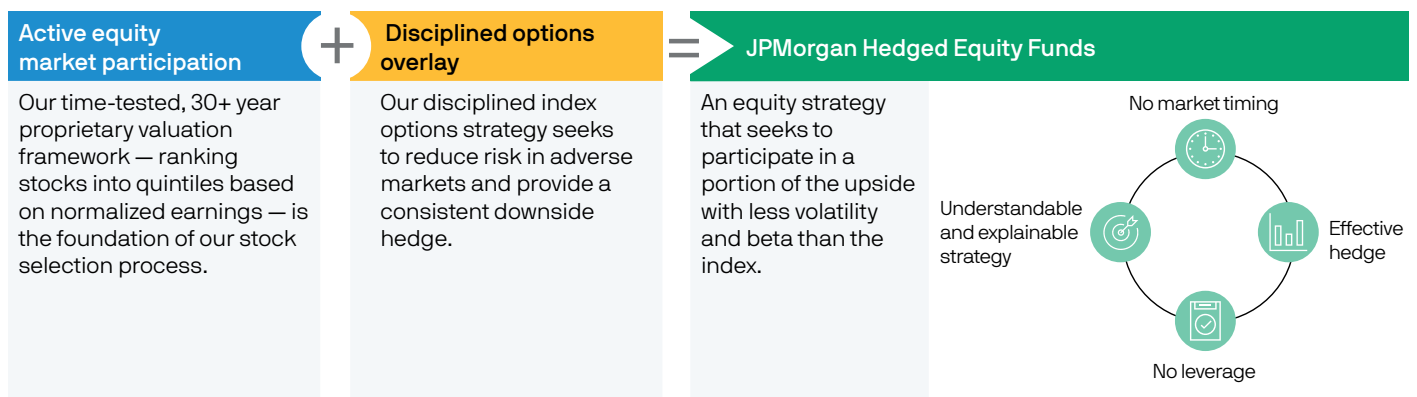 Active equity
market participation
+
Disciplined options
overlay
=
JPMorgan Hedged Equity Funds
Our time-tested, 30+ year
proprietary valuation
framework — ranking
stocks into quintiles based
on normalized earnings — is
the foundation of our stock
selection process.
Our disciplined index
options strategy seeks
to reduce risk in adverse
markets and provide a
consistent downside
hedge.
An equity strategy
that seeks to
participate in a
portion of the upside
with less volatility
and beta than the
index.
No market timing
Understandable
and explainable
strategy
Effective
hedge
No leverage